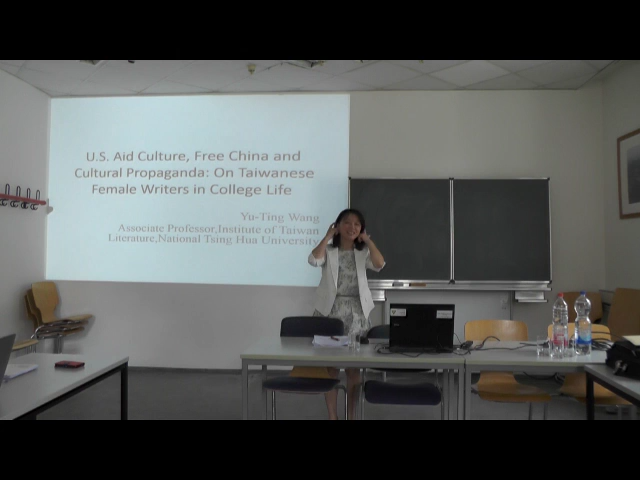 U.S. Aid Culture, Free China and
Cultural Propaganda: On Taiwanese
Female Writers in College Life
Yu-Ting Wang
Associate Professor,Institute of Taiwan
Literature,National Tsing Hua University